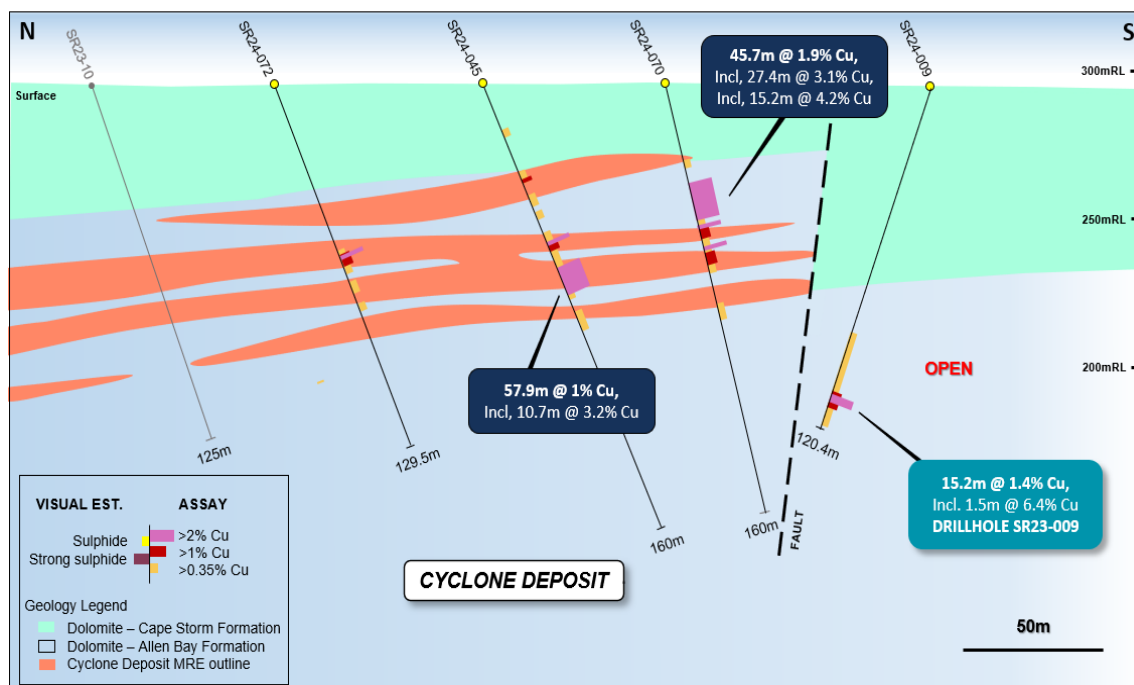 N
S
SR23-10
SR24-072
SR24-045
SR24-070
SR24-009
45.7m @ 1.9% Cu,
Incl, 27.4m @ 3.1% Cu,
Incl, 15.2m @ 4.2% Cu
300mRL
Surface
250mRL
200mRL
OPEN
57.9m @ 1% Cu,
Incl, 10.7m @ 3.2% Cu
125m
129.5m
120.4m
160m
160m
FAULT
15.2m @ 1.4% Cu,
Incl. 1.5m @ 6.4% Cu
DRILLHOLE SR23-009
VISUAL EST. ASSAY
Sulphide
Strong sulphide
>2% Cu
>1% Cu
>0.35% Cu
Geology Legend
Dolomite – Cape Storm Formation
Dolomite – Allen Bay Formation
Cyclone Deposit MRE outline
CYCLONE DEPOSIT
50m